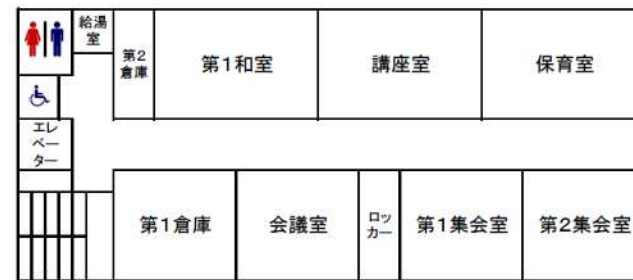 給湯
室
第2
倉庫
第1和室
講座室
保育室
エレ
ベー
ター
第1倉庫
会議室
ロッ
カー
第1集会室
第2集会室